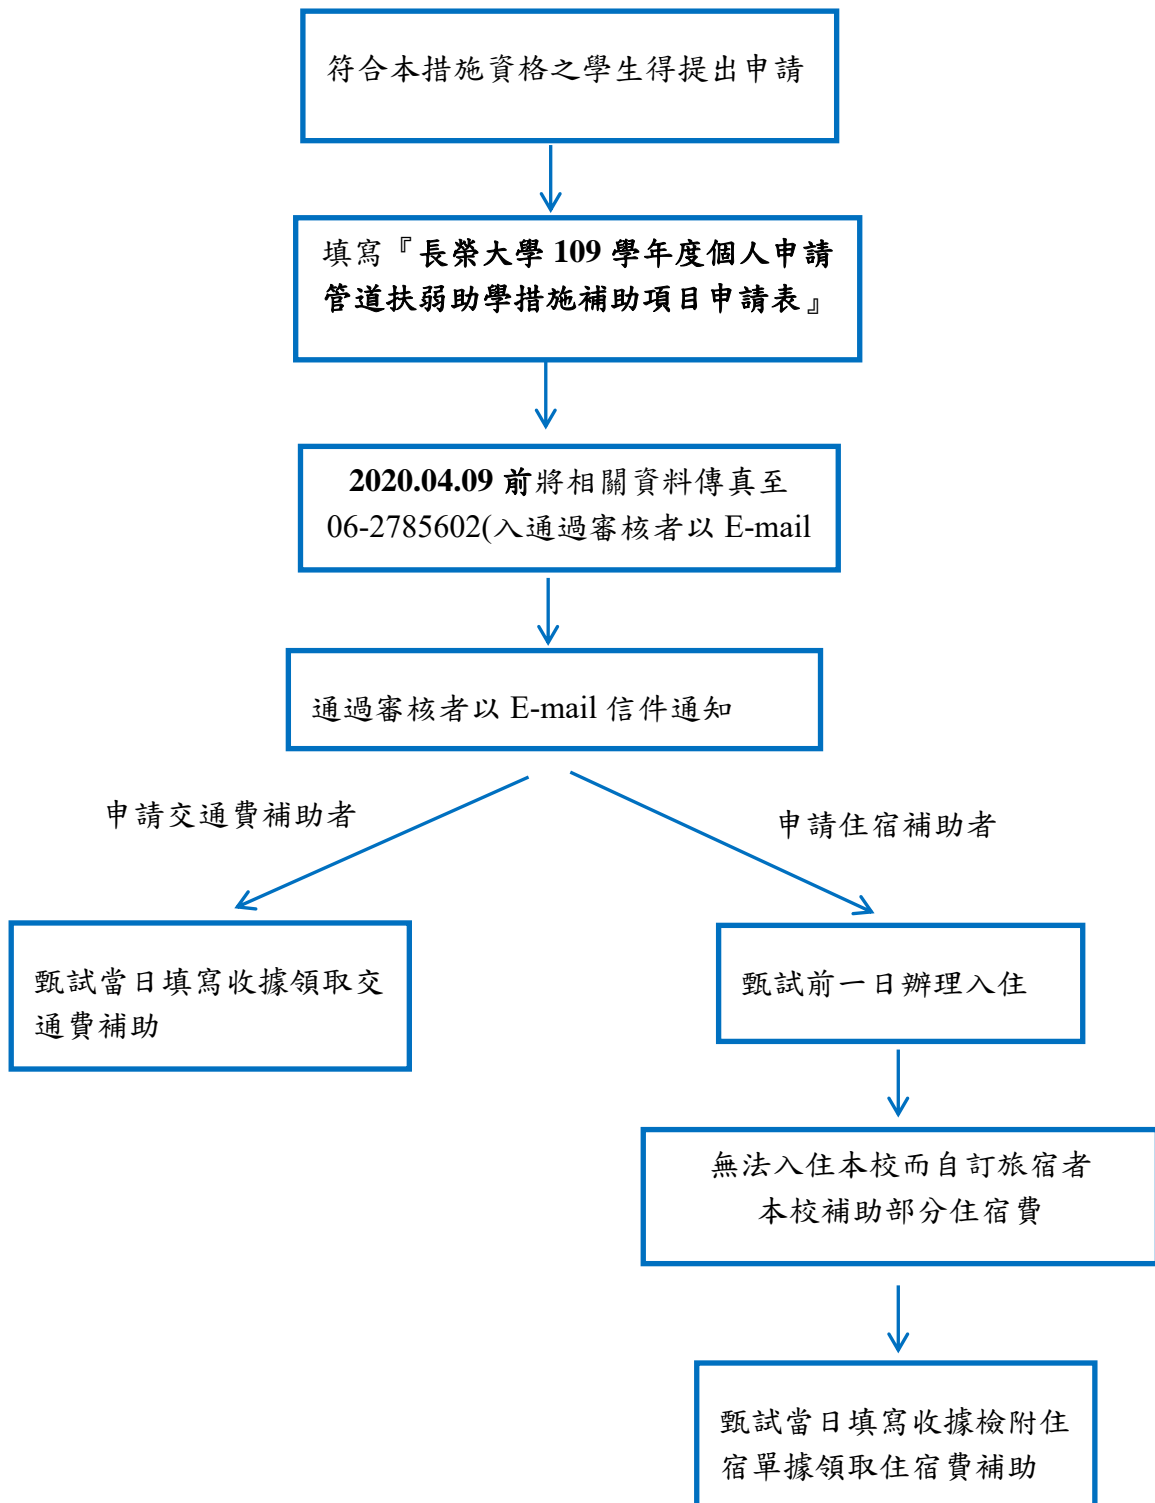 符合本措施資格之學生得提出申請
填寫『長榮大學 109 學年度個人申請
管道扶弱助學措施補助項目申請表』
2020.04.09 前將相關資料傳真至
06-2785602(入通過審核者以 E-mail
通過審核者以 E-mail 信件通知
申請交通費補助者
申請住宿補助者
甄試當日填寫收據領取交
通費補助
甄試前一日辦理入住
無法入住本校而自訂旅宿者
本校補助部分住宿費
甄試當日填寫收據檢附住
宿單據領取住宿費補助